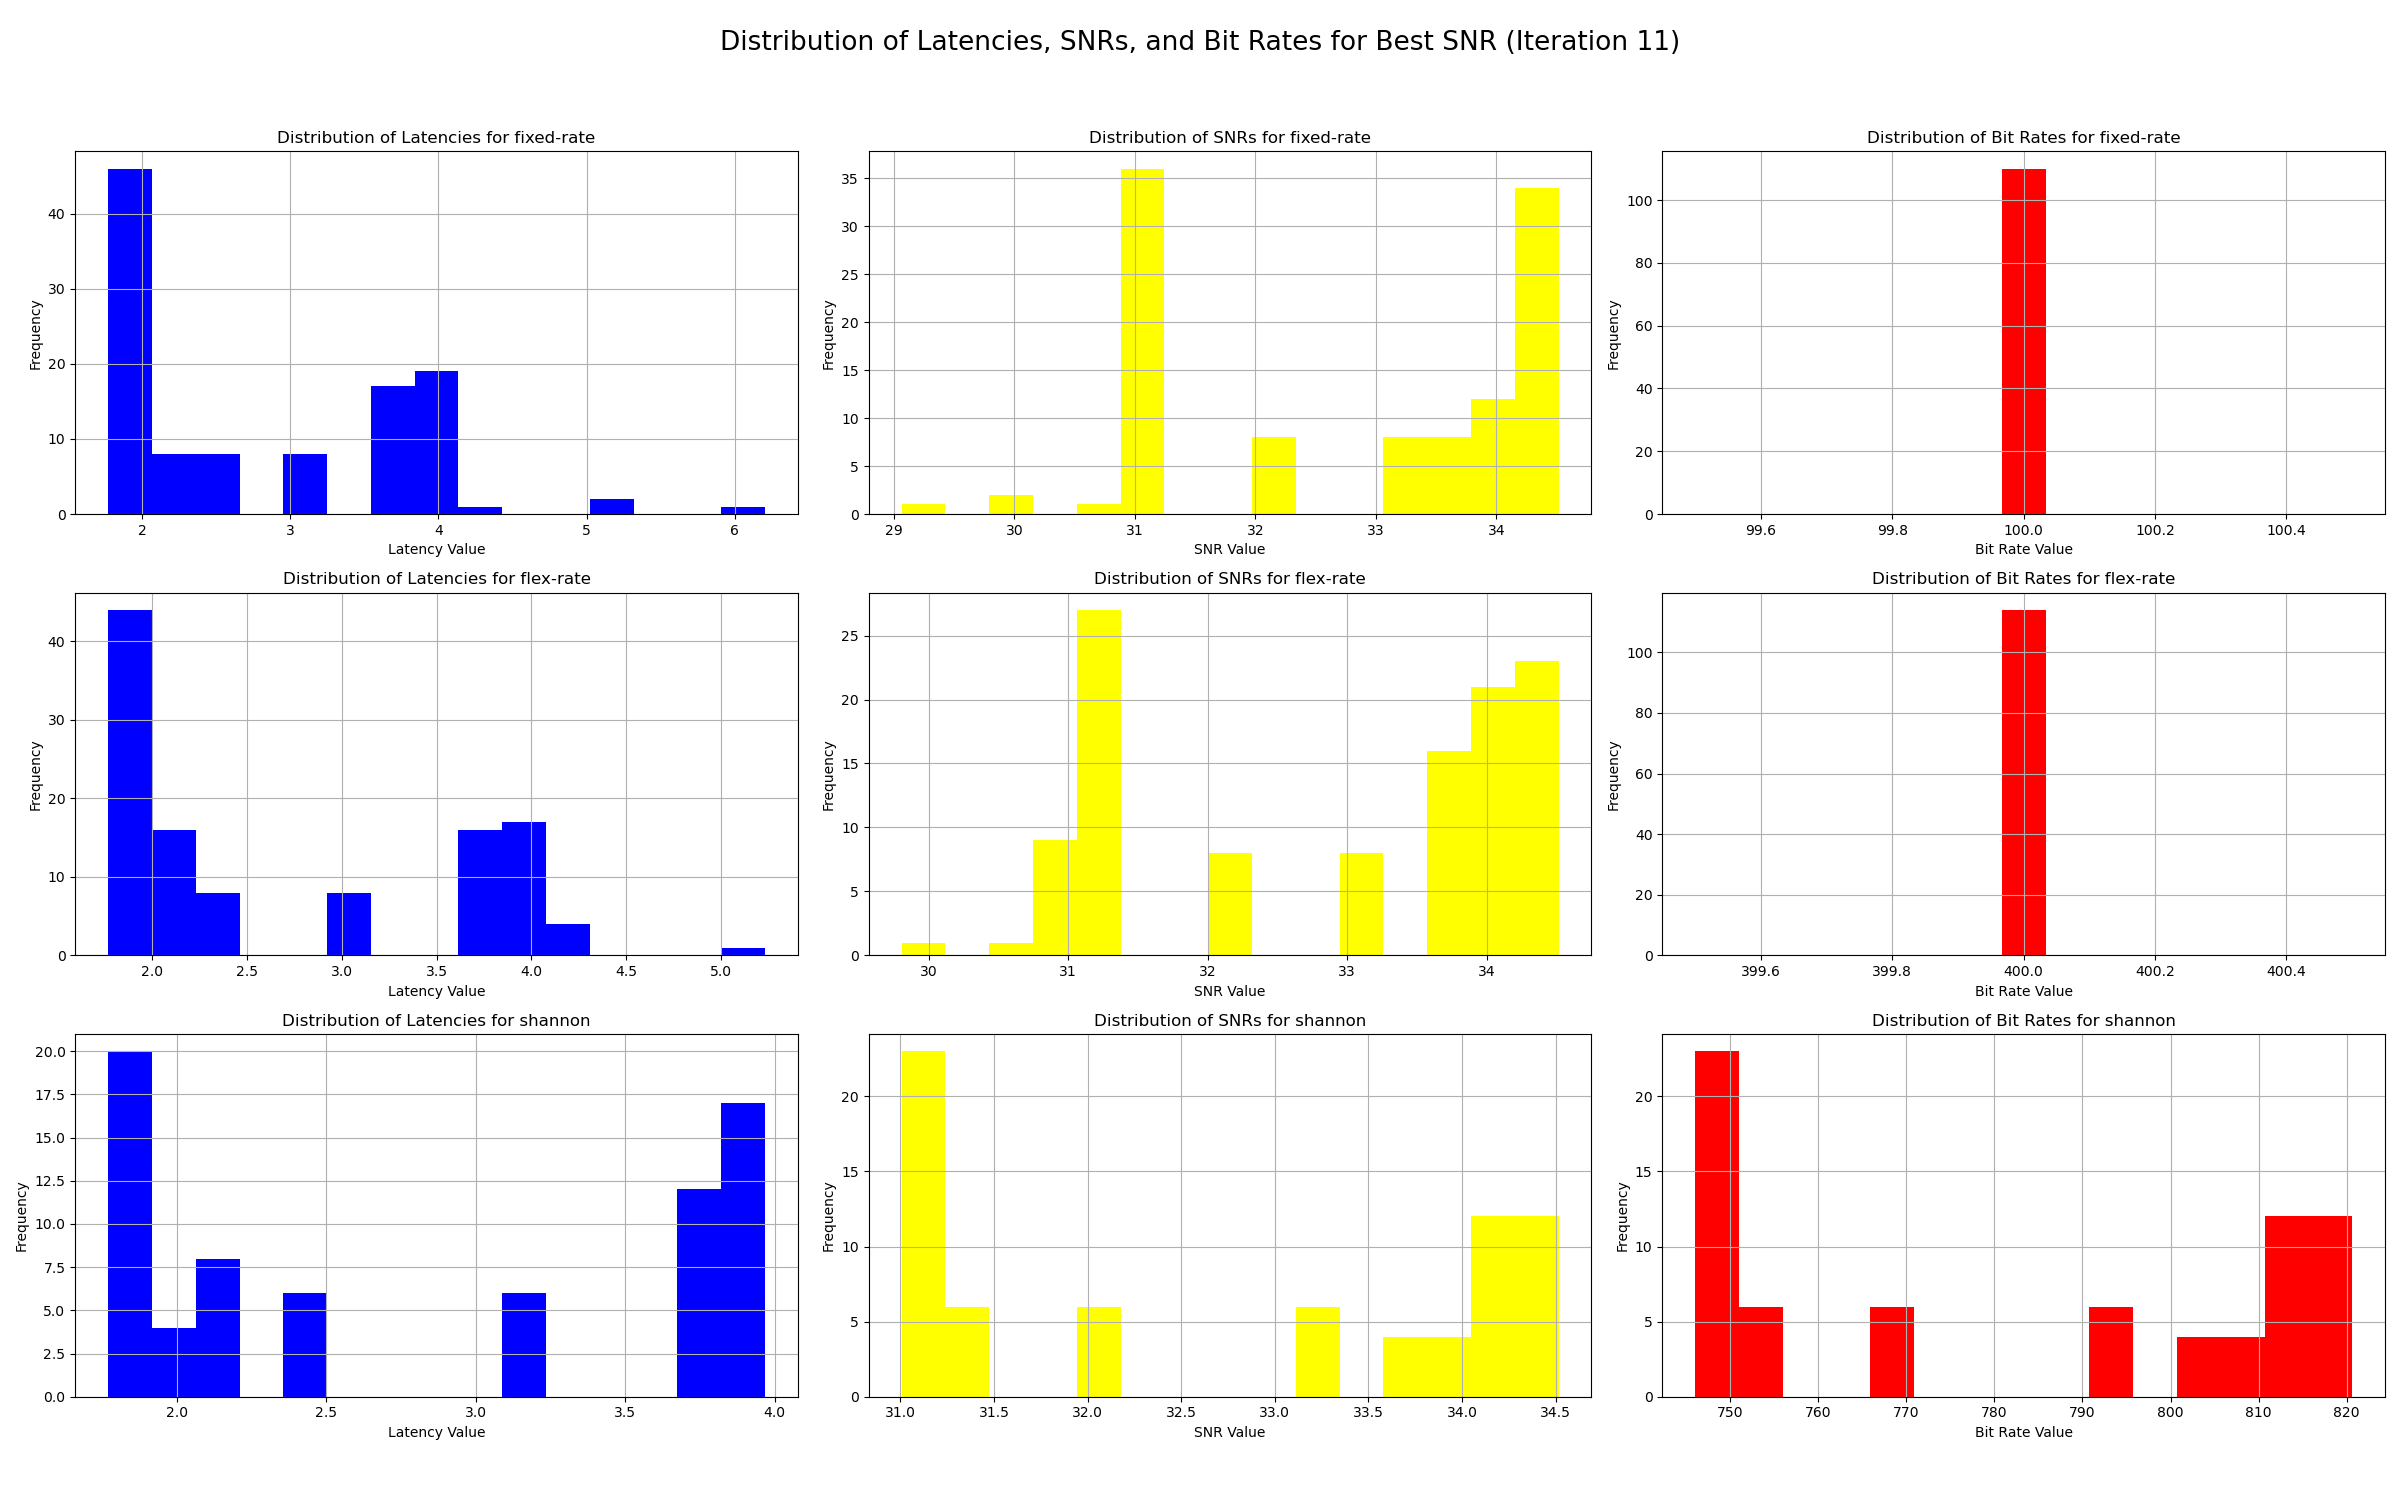 Distribution of Latencies, SNRs, and Bit Rates for Best SNR (Iteration 11)
Distribution of Latencies for fixed-rate
Frequency
0 10 20 30 40
2 3 4 5 6
Latency Value
Distribution of SNRs for fixed-rate
Frequency
0 5 10 15 20 25 30 35
29 30 31 32 33 34
SNR Value
Distribution of Bit Rates for fixed-rate
Frequency
0 20 40 60 80 100
99.6 99.8 100.0 100.2 100.4
Bit Rate Value
Distribution of Latencies for flex-rate
Frequency
0 10 20 30 40
2.0 2.5 3.0 3.5 4.0 4.5 5.0
Latency Value
Distribution of SNRs for flex-rate
Frequency
0 5 10 15 20 25
30 31 32 33 34
SNR Value
Distribution of Bit Rates for flex-rate
Frequency
0 20 40 60 80 100
399.6 399.8 400.0 400.2 400.4
Bit Rate Value
Distribution of Latencies for shannon
Frequency
0.0 2.5 5.0 7.5 10.0 12.5 15.0 17.5 20.0
2.0 2.5 3.0 3.5 4.0
Latency Value
Distribution of SNRs for shannon
Frequency
0 5 10 15 20
31.0 31.5 32.0 32.5 33.0 33.5 34.0 34.5
SNR Value
Distribution of Bit Rates for shannon
Frequency
0 5 10 15 20
750 760 770 780 790 800 810 820
Bit Rate Value